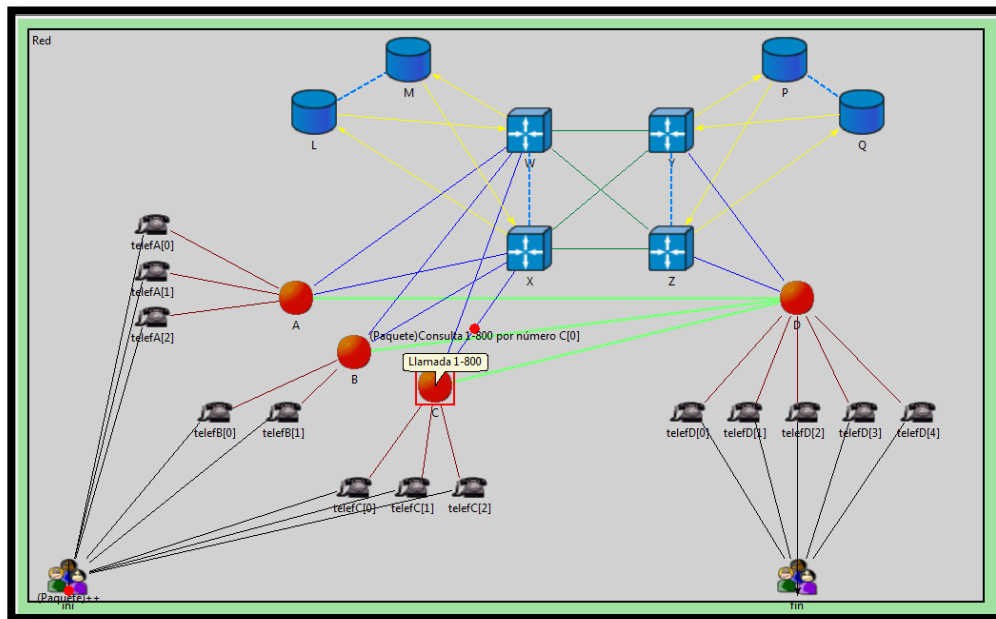 Red
M
P
L
Q
W
Y
X
Z
telefA[0]
telefA[1]
telefA[2]
A
D
(Paquete)Consulta 1-800 por número C[0]
Llamada 1-800
B
C
telefB[0]
telefB[1]
telefD[0]
telefD[1]
telefD[2]
telefD[3]
telefD[4]
telefC[0]
telefC[1]
telefC[2]
(Paquete)++
ini
fin